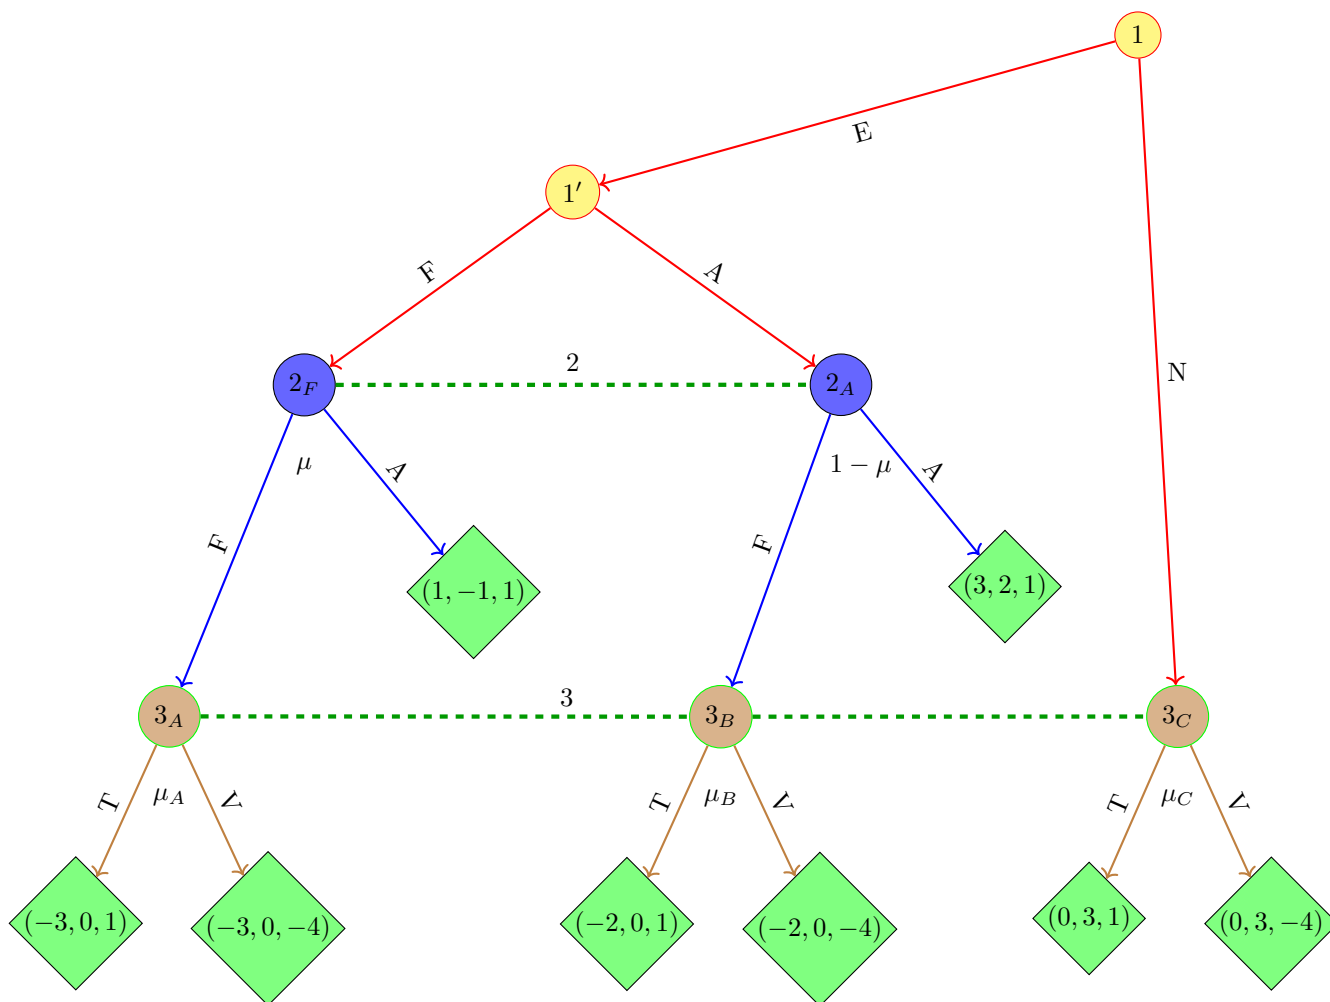 1
E
1′
F
A
N
2
2_F
2_A
μ
A
1 − μ
A
F
F
(1, −1, 1)
(3, 2, 1)
3
3_A
3_B
3_C
T
μ_A
V
T
μ_B
V
T
μ_C
V
(−3, 0, 1)
(−3, 0, −4)
(−2, 0, 1)
(−2, 0, −4)
(0, 3, 1)
(0, 3, −4)